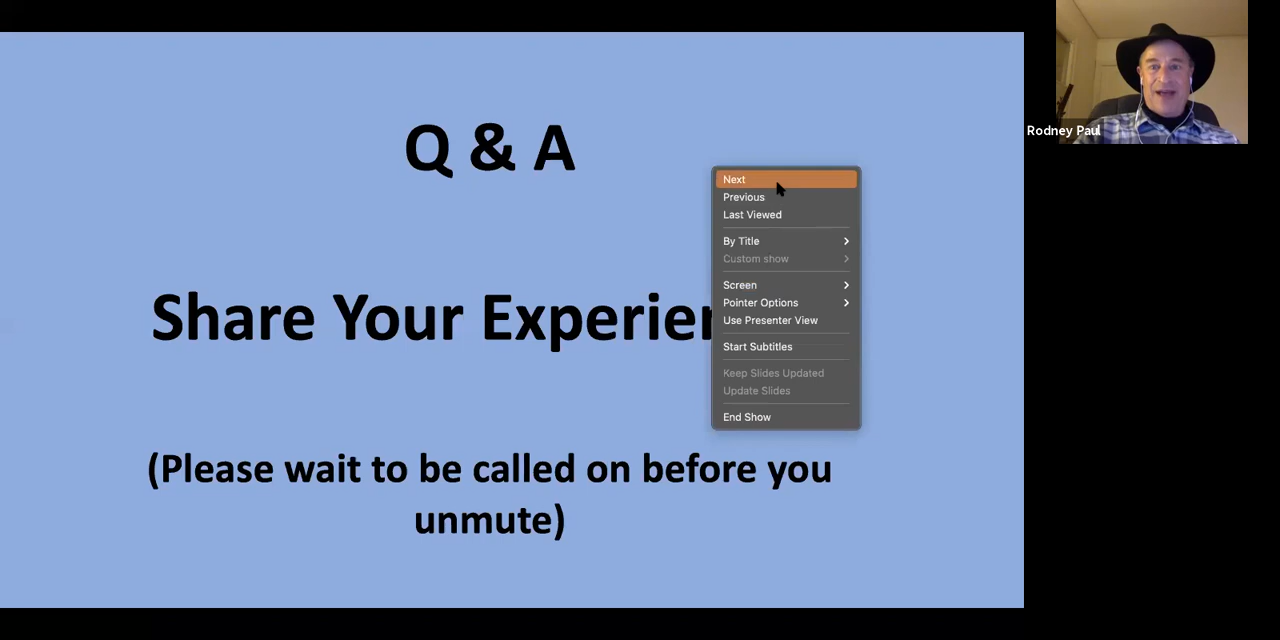 Q & A
Share Your Experien
(Please wait to be called on before you
unmute)
Next
Previous
Last Viewed
By Title
Custom show
Screen
Pointer Options
Use Presenter View
Start Subtitles
Keep Slides Updated
Update Slides
End Show
Rodney Paul